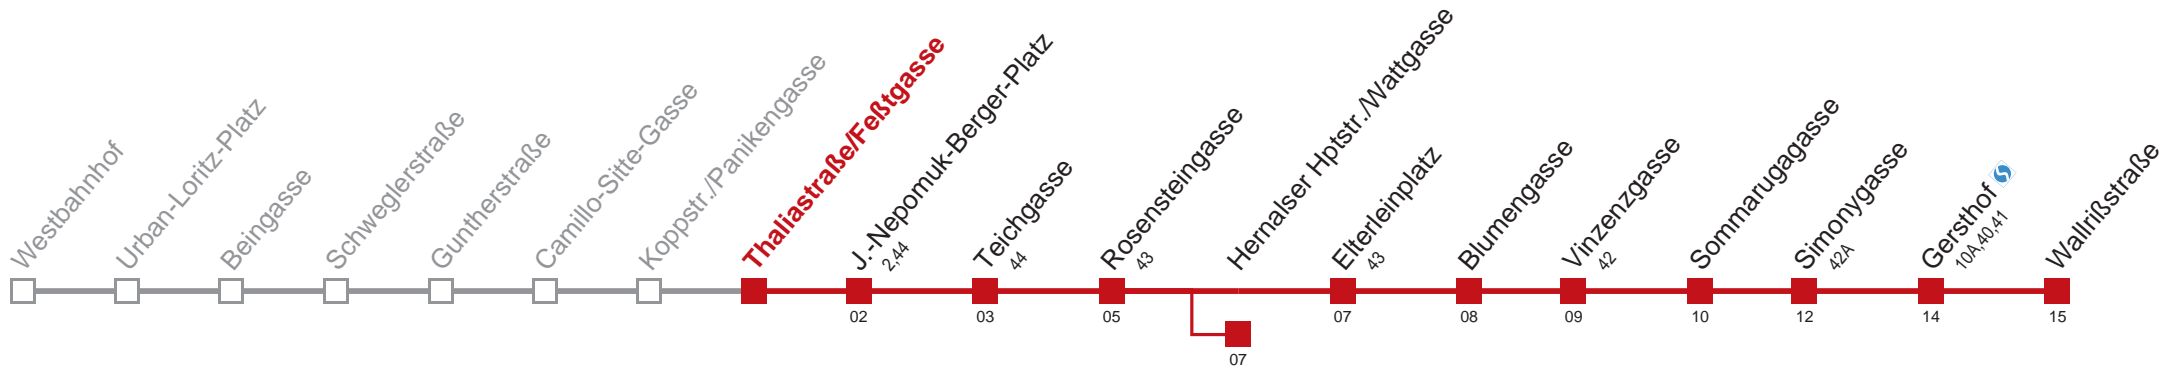 Westbahnhof
Urban-Loritz-Platz
Beingasse
Schweglerstraße
Guntherstraße
Camillo-Sitte-Gasse
Koppstr./Panikengasse
Thaliastraße/Feßtgasse
J.-Nepomuk-Berger-Platz
2,44
02
Teichgasse
44
03
Rosensteingasse
43
05
Hernalser Hptstr./Wattgasse
07
Elterleinplatz
43
07
Blumengasse
08
Vinzenzgasse
42
09
Sommarugagasse
10
Simonygasse
42A
12
Gersthof
10A,40,41
14
Wallrißstraße
15